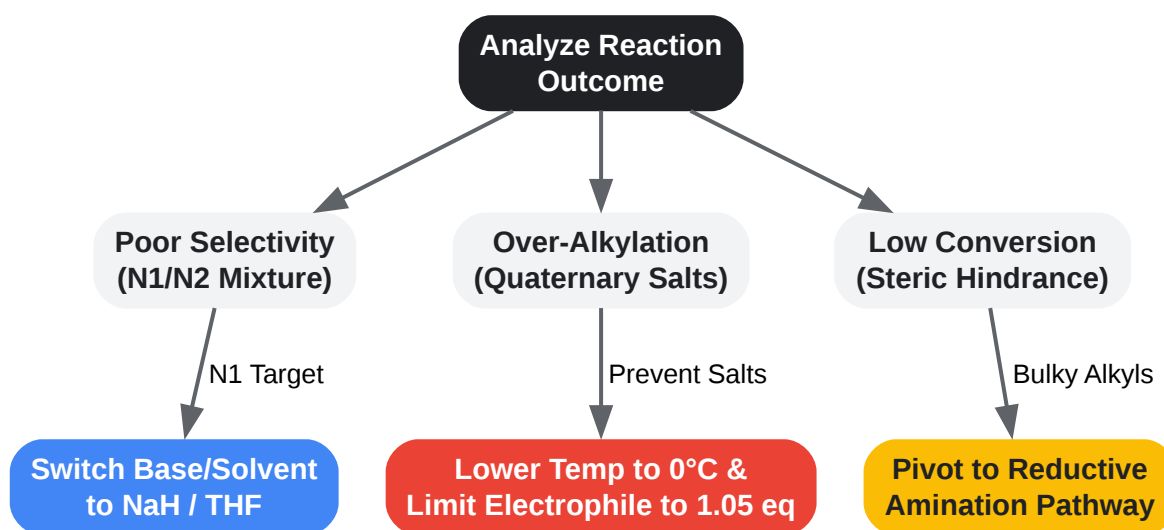 Analyze Reaction
Outcome
Poor Selectivity
(N1/N2 Mixture)
Over-Alkylation
(Quaternary Salts)
Low Conversion
(Steric Hindrance)
N1 Target
Prevent Salts
Bulky Alkyls
Switch Base/Solvent
to NaH / THF
Lower Temp to 0°C &
Limit Electrophile to 1.05 eq
Pivot to Reductive
Amination Pathway